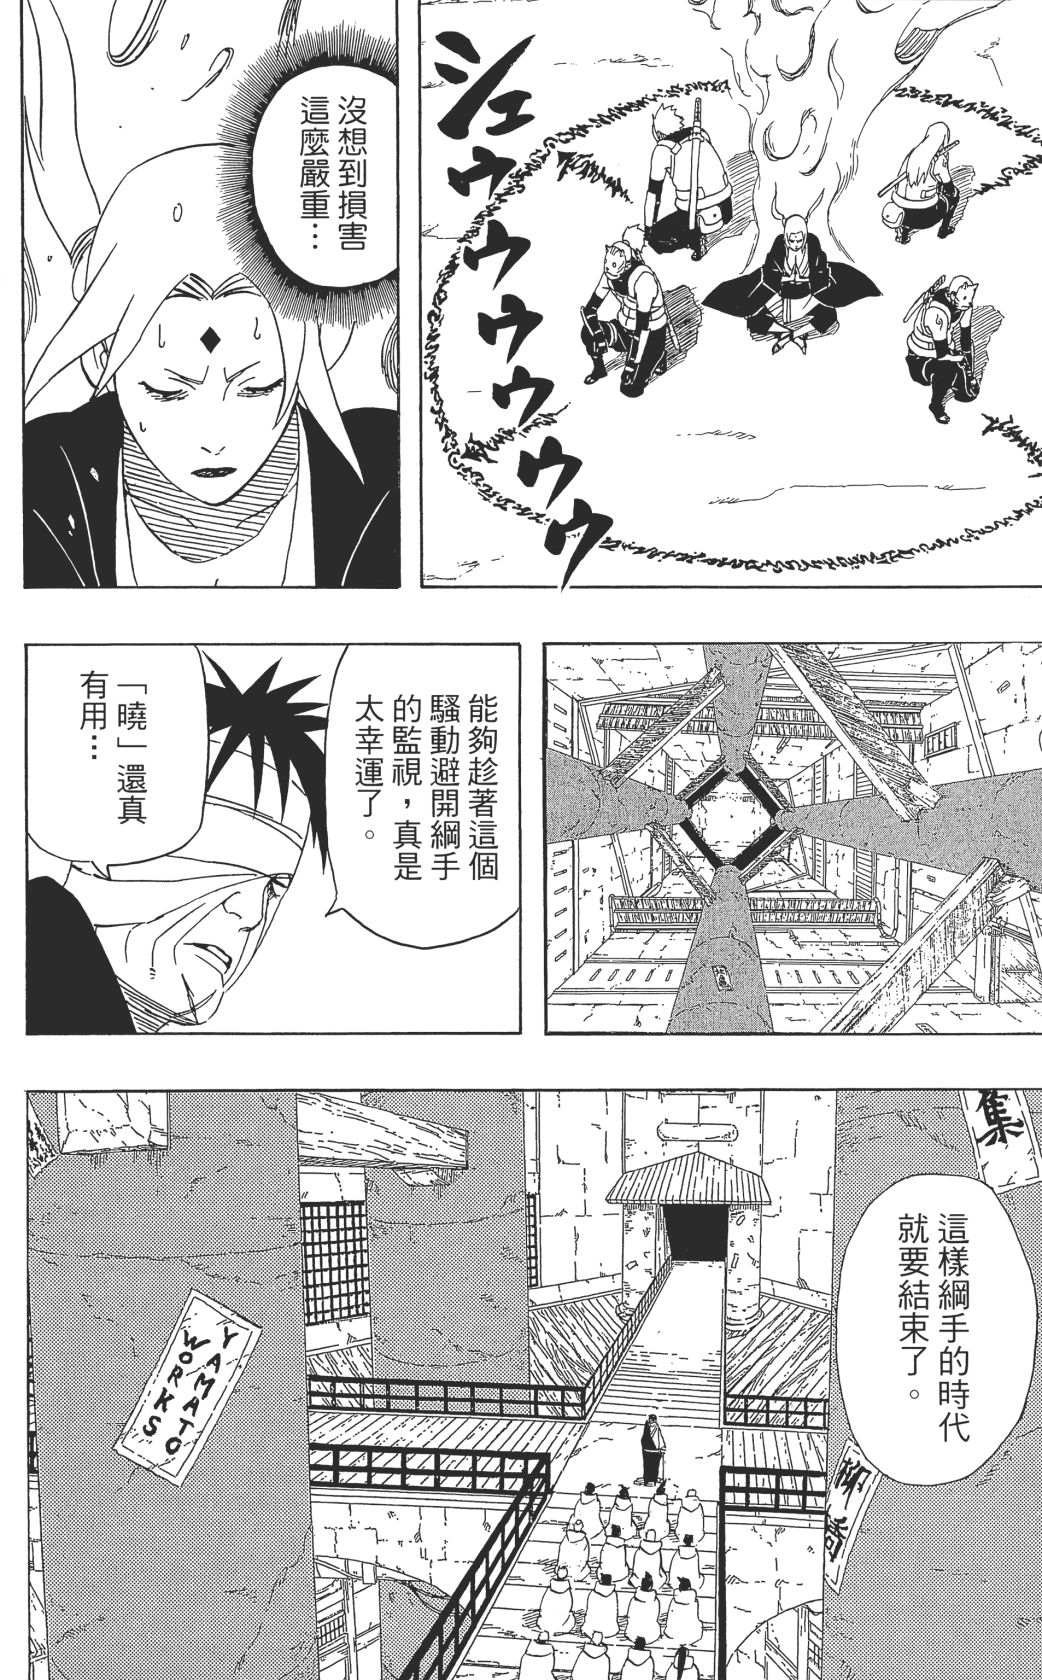 シュウウウウウウ
沒想到損害
這麼嚴重…
能夠趁著這個
騷動避開綱手
的監視，真是
太幸運了。
「曉」還真
有用…
集
這樣綱手的時代
就要結束了。
柳
YAMATO
WORKS